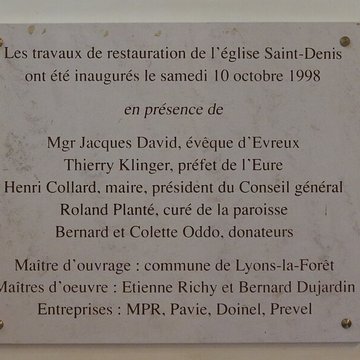 Les travaux de restauration de l'église Saint-Denis
ont été inaugurés le samedi 10 octobre 1998
en présence de
Mgr Jacques David, évêque d'Evreux
Thierry Klinger, préfet de l'Eure
Henri Collard, maire, président du Conseil général
Roland Planté, curé de la paroisse
Bernard et Colette Oddo, donateurs
Maître d'ouvrage : commune de Lyons-la-Forêt
Maîtres d'oeuvre : Etienne Richy et Bernard Dujardin
Entreprises : MPR, Pavie, Doinel, Prevel